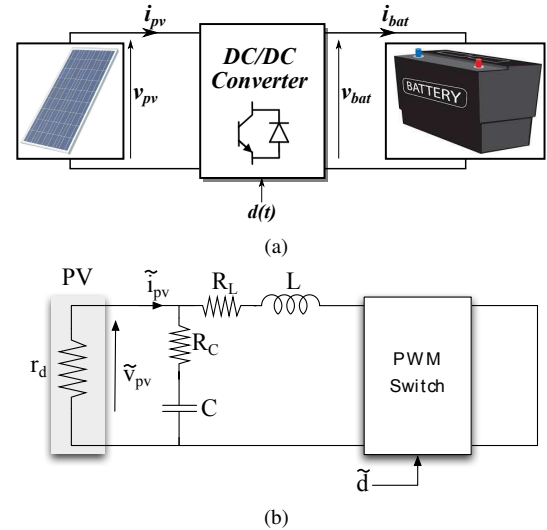 i_pv
i_bat
DC/DC
Converter
v_pv
v_bat
BATTERY
d(t)
(a)
PV
ĩ_pv
R_L
L
r_d
ṽ_pv
R_C
C
PWM
Switch
d̃
(b)